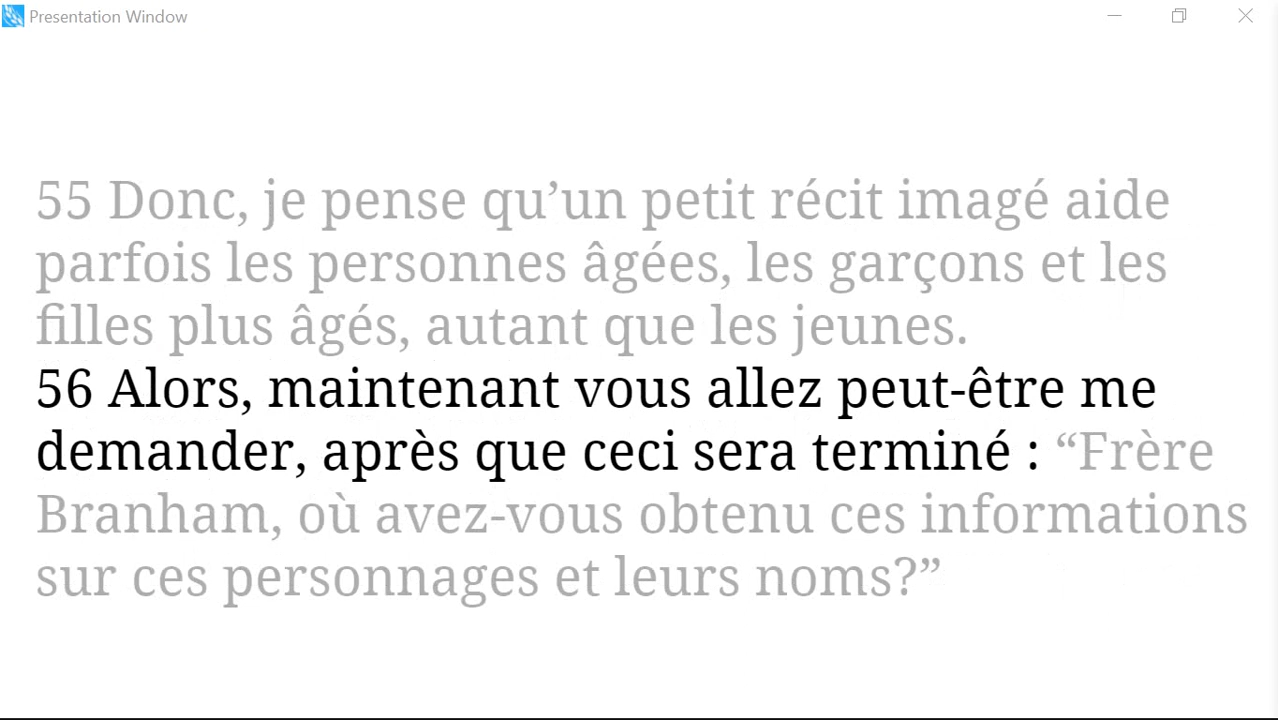 Presentation Window
55 Donc, je pense qu’un petit récit imagé aide
parfois les personnes âgées, les garçons et les
filles plus âgés, autant que les jeunes.
56 Alors, maintenant vous allez peut-être me
demander, après que ceci sera terminé : “Frère
Branham, où avez-vous obtenu ces informations
sur ces personnages et leurs noms?”